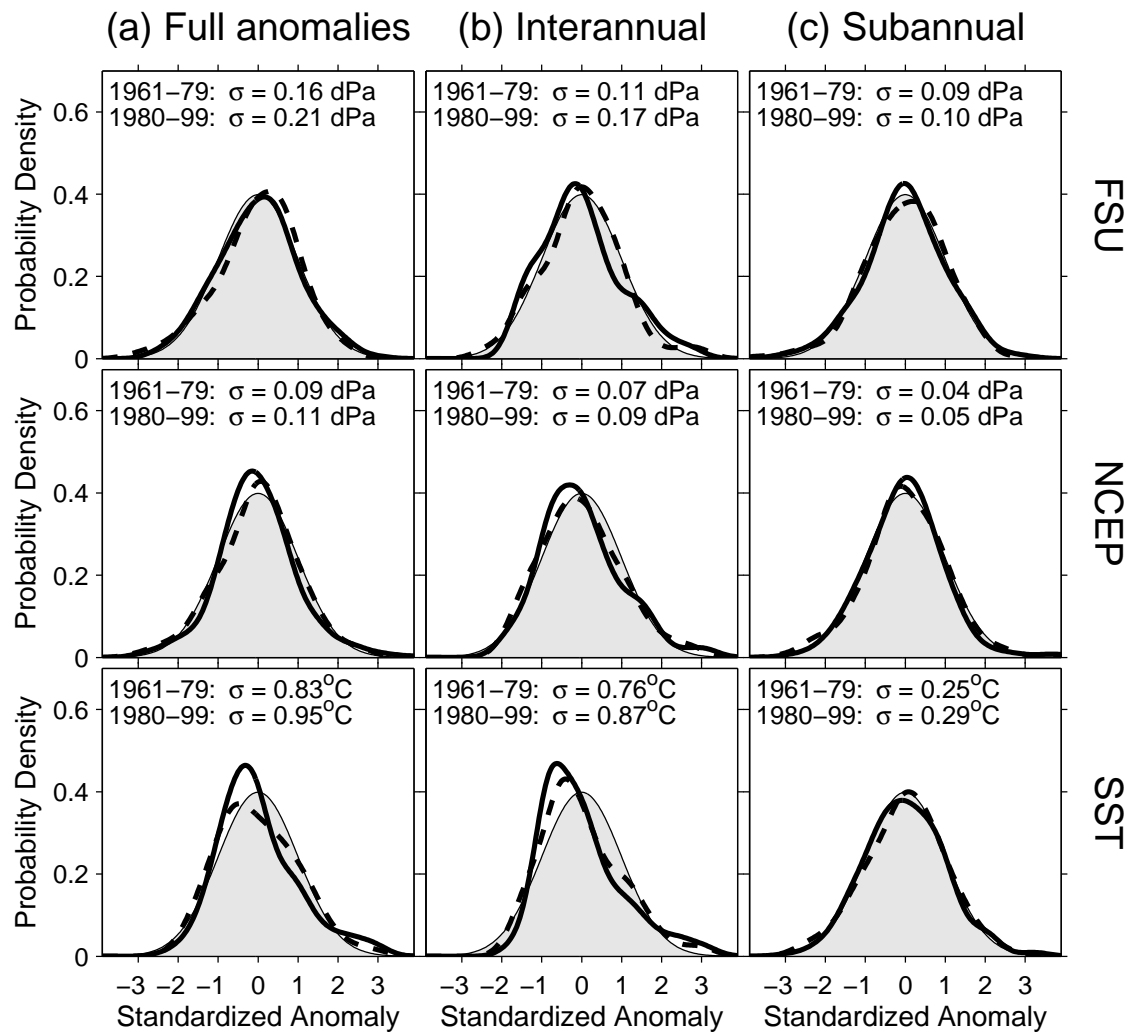 (a) Full anomalies (b) Interannual (c) Subannual
1961−79: σ = 0.16 dPa
1980−99: σ = 0.21 dPa
1961−79: σ = 0.11 dPa
1980−99: σ = 0.17 dPa
1961−79: σ = 0.09 dPa
1980−99: σ = 0.10 dPa
Probability Density
0.6
0.4
0.2
0
FSU
1961−79: σ = 0.09 dPa
1980−99: σ = 0.11 dPa
1961−79: σ = 0.07 dPa
1980−99: σ = 0.09 dPa
1961−79: σ = 0.04 dPa
1980−99: σ = 0.05 dPa
Probability Density
0.6
0.4
0.2
0
NCEP
1961−79: σ = 0.83°C
1980−99: σ = 0.95°C
1961−79: σ = 0.76°C
1980−99: σ = 0.87°C
1961−79: σ = 0.25°C
1980−99: σ = 0.29°C
Probability Density
0.6
0.4
0.2
0
SST
−3 −2 −1 0 1 2 3 −3 −2 −1 0 1 2 3 −3 −2 −1 0 1 2 3
Standardized Anomaly Standardized Anomaly Standardized Anomaly